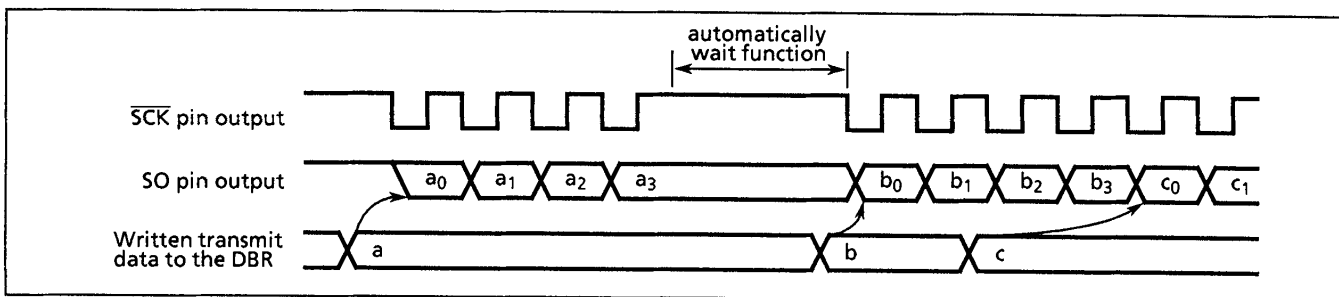 automatically
wait function
SCK pin output
SO pin output
a0 a1 a2 a3 b0 b1 b2 b3 c0 c1
Written transmit
data to the DBR
a b c